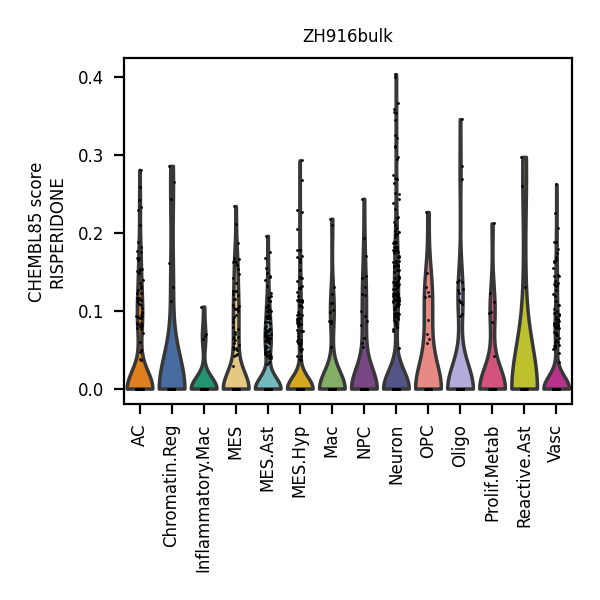 ZH916bulk
CHEMBL85 score
RISPERIDONE
0.4
0.3
0.2
0.1
0.0
AC
Chromatin.Reg
Inflammatory.Mac
MES
MES.Ast
MES.Hyp
Mac
NPC
Neuron
OPC
Oligo
Prolif.Metab
Reactive.Ast
Vasc